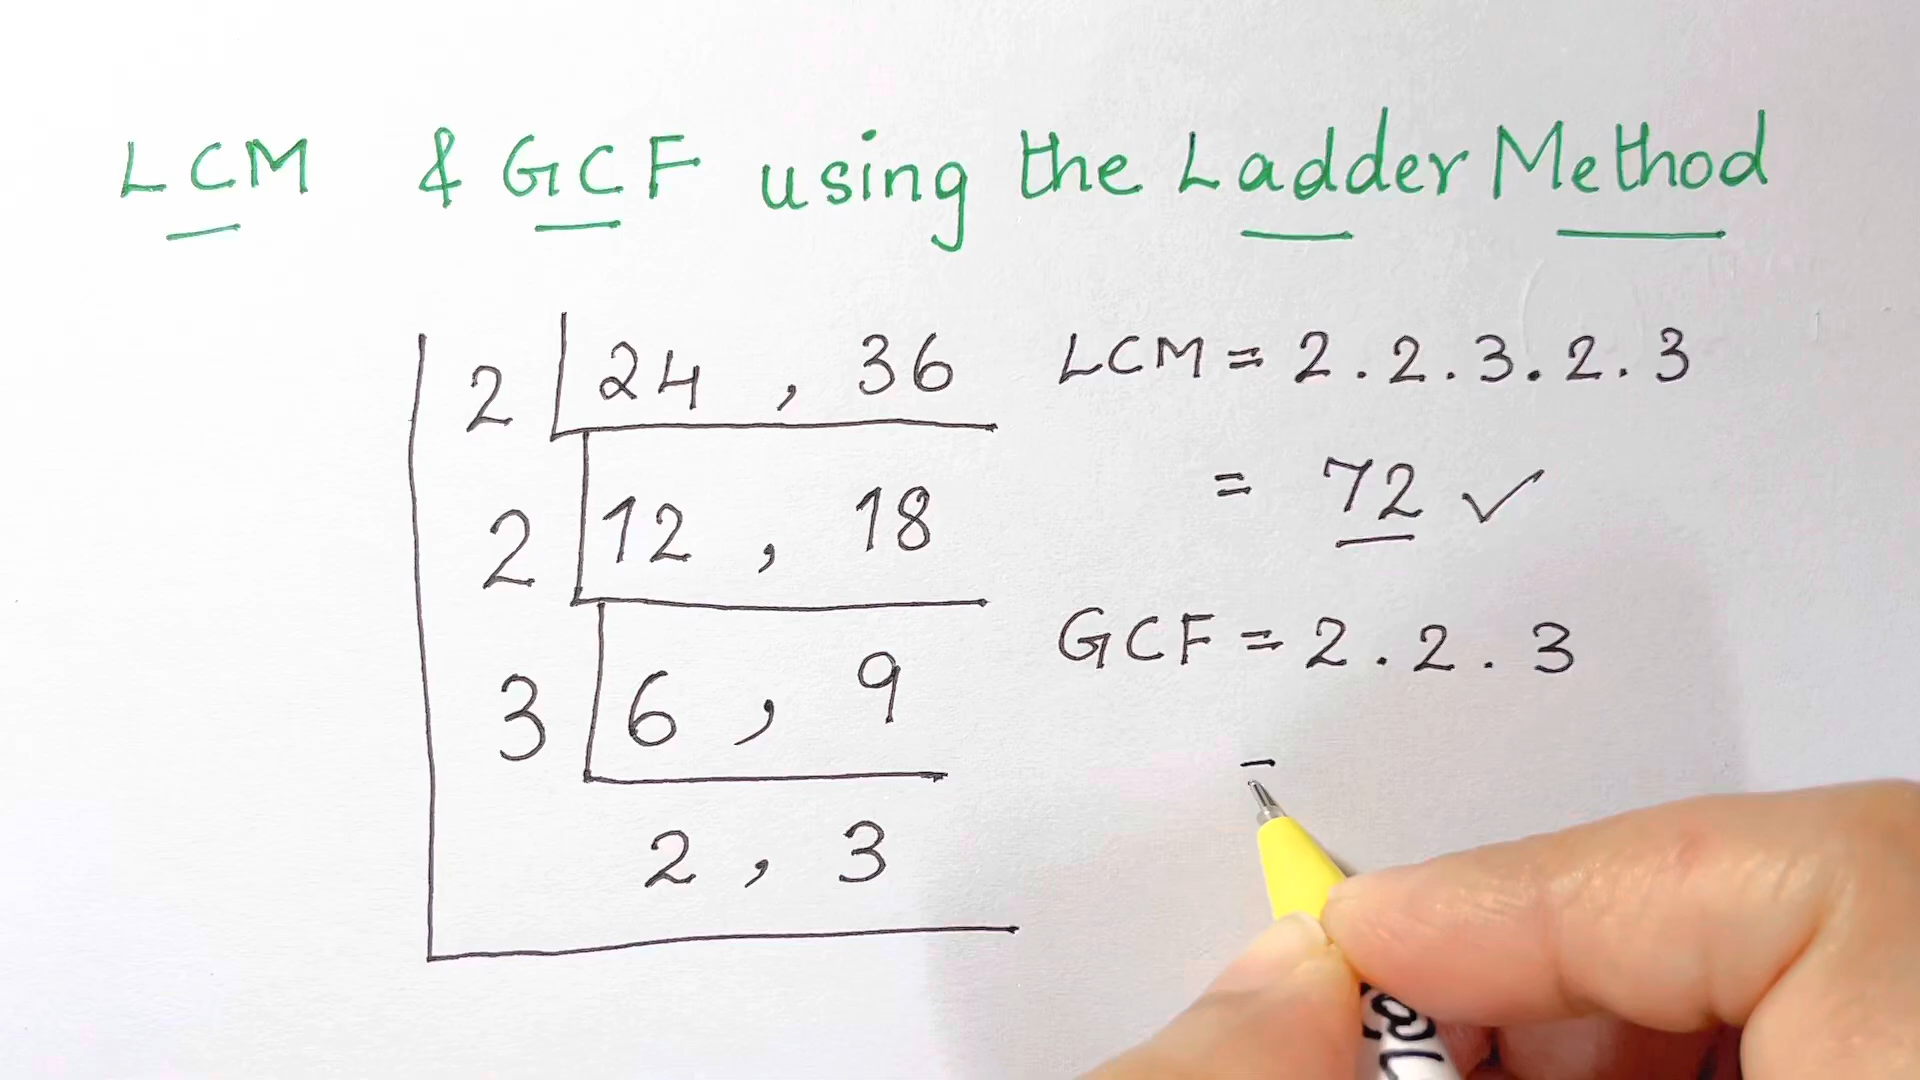 LCM & GCF using the Ladder Method
2 24 , 36
2 12 , 18
3 6 , 9
2 , 3
LCM = 2 . 2 . 3 . 2 . 3
= 72 ✓
GCF = 2 . 2 . 3